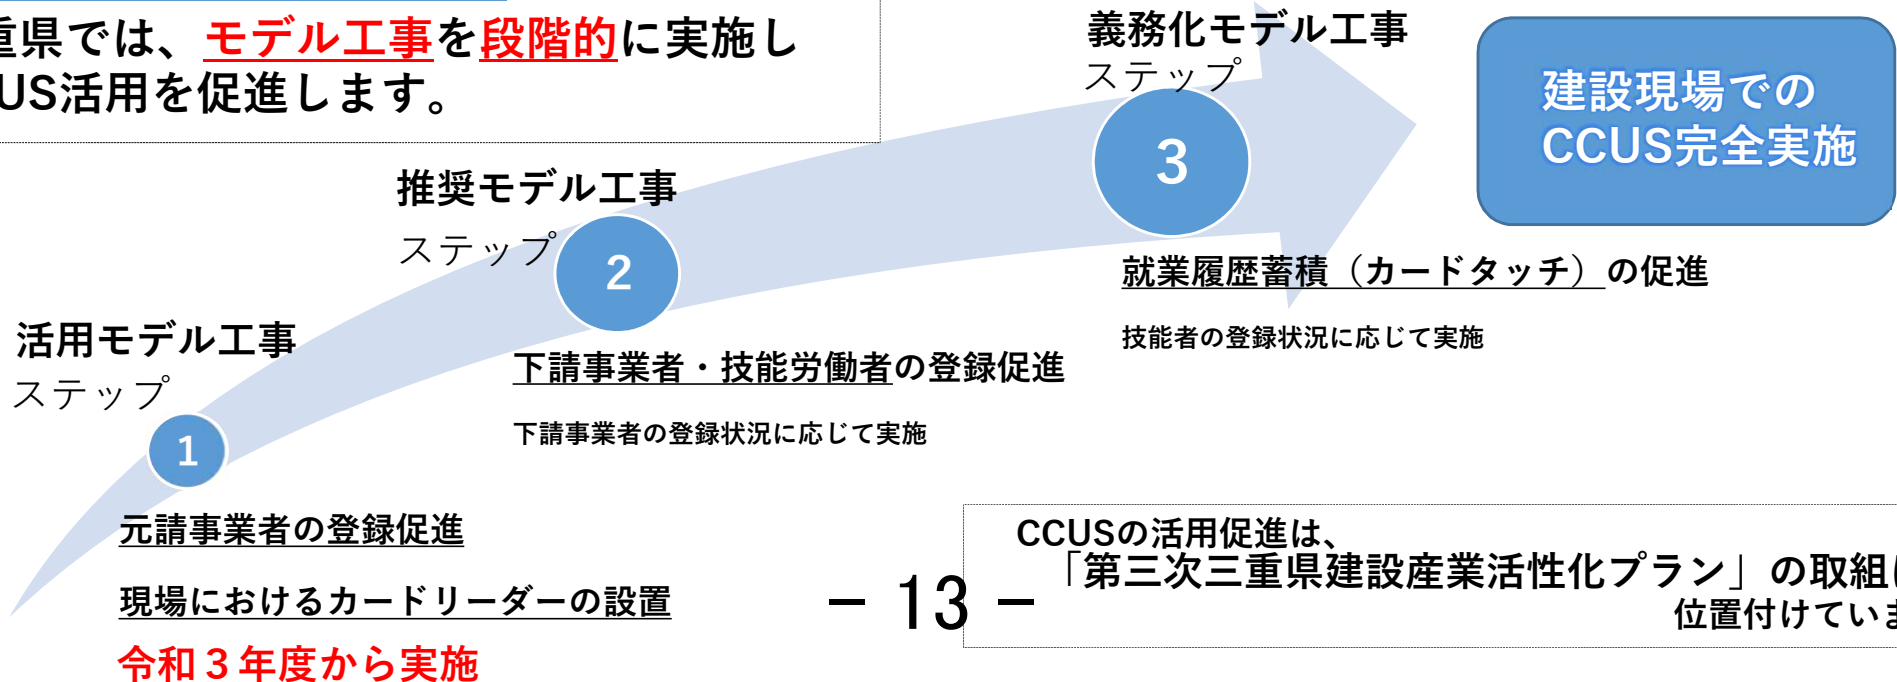 重県では、モデル工事を段階的に実施し
CUS活用を促進します。
義務化モデル工事
ステップ
3
建設現場での
CCUS完全実施
就業履歴蓄積（カードタッチ）の促進
技能者の登録状況に応じて実施
推奨モデル工事
ステップ
2
下請事業者・技能労働者の登録促進
下請事業者の登録状況に応じて実施
活用モデル工事
ステップ
1
元請事業者の登録促進
現場におけるカードリーダーの設置
令和３年度から実施
－ 13 －
CCUSの活用促進は、
「第三次三重県建設産業活性化プラン」の取組
位置付けていま